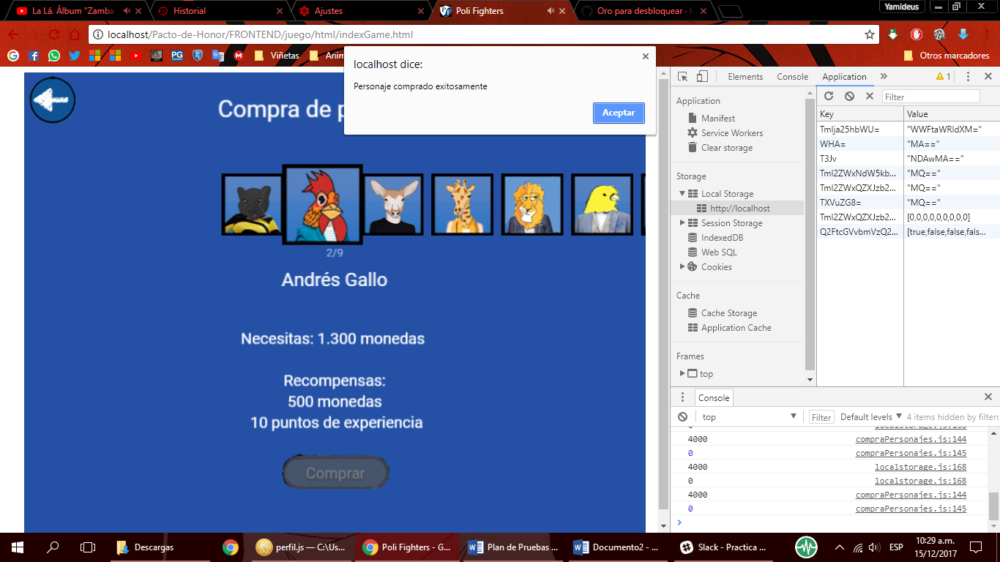 La Lá. Álbum "Zamba
Historial
Ajustes
Poli Fighters
Oro para desbloquear · Is
Yamideus
localhost/Pacto-de-Honor/FRONTEND/juego/html/indexGame.html
Viñetas
Anim
Otros marcadores
localhost dice:
Personaje comprado exitosamente
Aceptar
Compra de p
2/9
Andrés Gallo
Necesitas: 1.300 monedas
Recompensas:
500 monedas
10 puntos de experiencia
Comprar
Elements Console Application » 1
Application
Manifest
Service Workers
Clear storage
Storage
Local Storage
http://localhost
Session Storage
IndexedDB
Web SQL
Cookies
Cache
Cache Storage
Application Cache
Frames
top
Filter
Key Value
Tmlja25hbWU= "WWFtaWRldXM="
WHA= "MA=="
T3Jv "NDAwMA=="
Tml2ZWxNdW5kb... "MQ=="
Tml2ZWxQZXJzb2... "MQ=="
TXVuZG8= "MQ=="
Tml2ZWxQZXJzb2... [0,0,0,0,0,0,0,0,0]
Q2FtcGVvbmVzQ2... [true,false,false,fals...
Console
top Filter Default levels 4 items hidden by filters
0 localstorage.js:168
4000 compraPersonajes.js:144
0 compraPersonajes.js:145
4000 localstorage.js:168
0 localstorage.js:168
4000 compraPersonajes.js:144
0 compraPersonajes.js:145
Descargas
perfil.js — C:\Us...
Poli Fighters - G...
Plan de Pruebas ...
Documento2 - ...
Slack - Practica ...
ESP
10:29 a.m.
15/12/2017